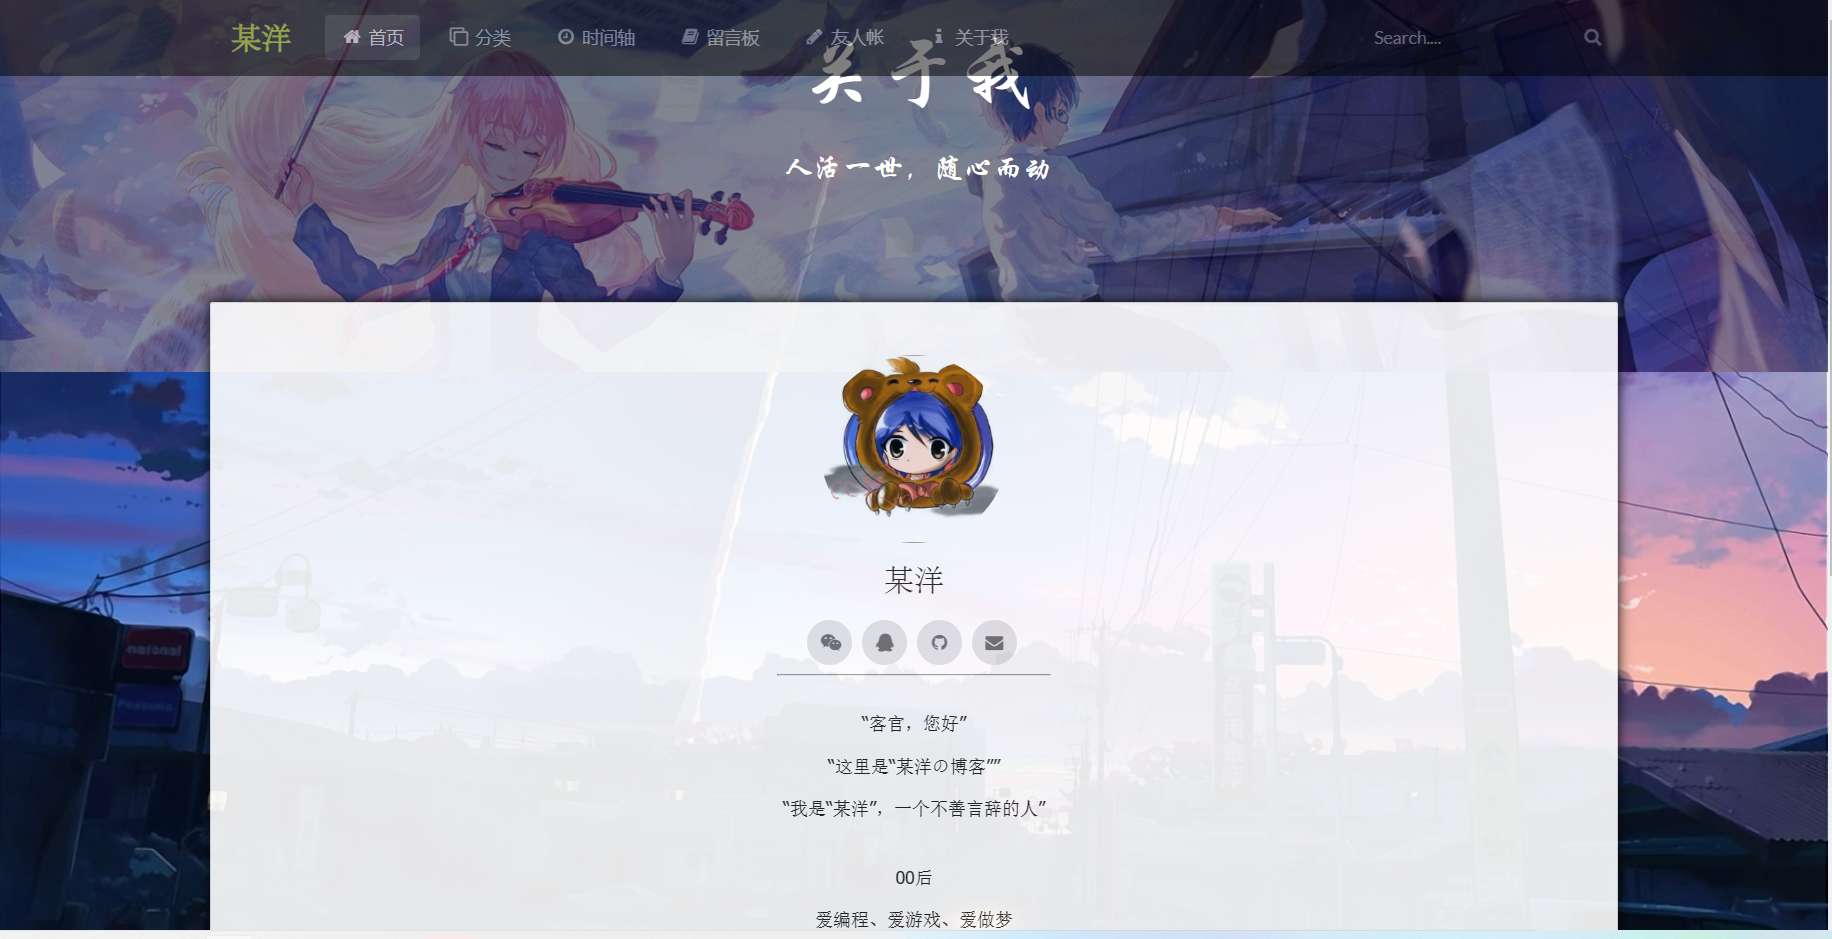 某洋 首页 分类 时间轴 留言板 友人帐 关于我 Search....
关于我
人活一世，随心而动
national
Panasonic
某洋
“客官，您好”
“这里是“某洋の博客””
“我是“某洋”，一个不善言辞的人”
00后
爱编程、爱游戏、爱做梦